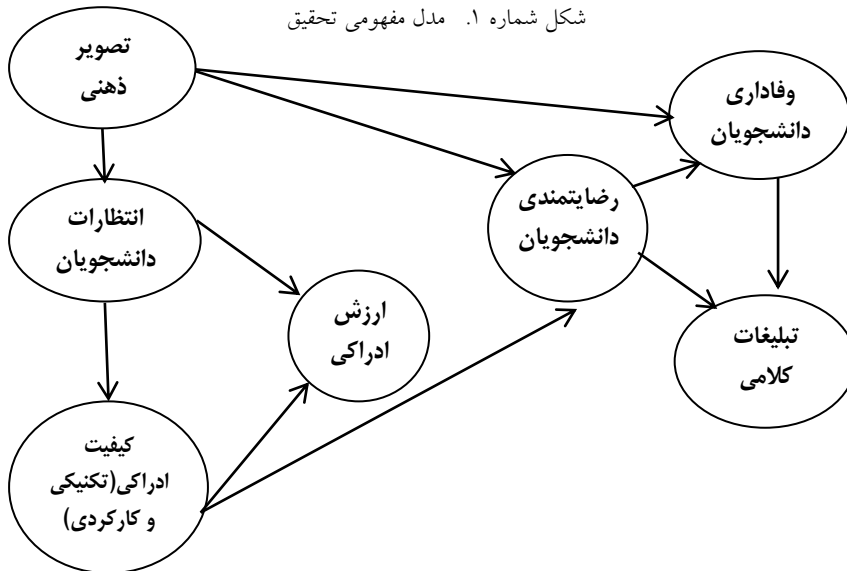 شکل شماره ۱. مدل مفهومی تحقیق
تصویر
ذهنی
وفاداری
دانشجویان
رضایتمندی
دانشجویان
انتظارات
دانشجویان
ارزش
ادراکی
تبلیغات
کلامی
کیفیت
ادراکی(تکنیکی
و کارکردی)